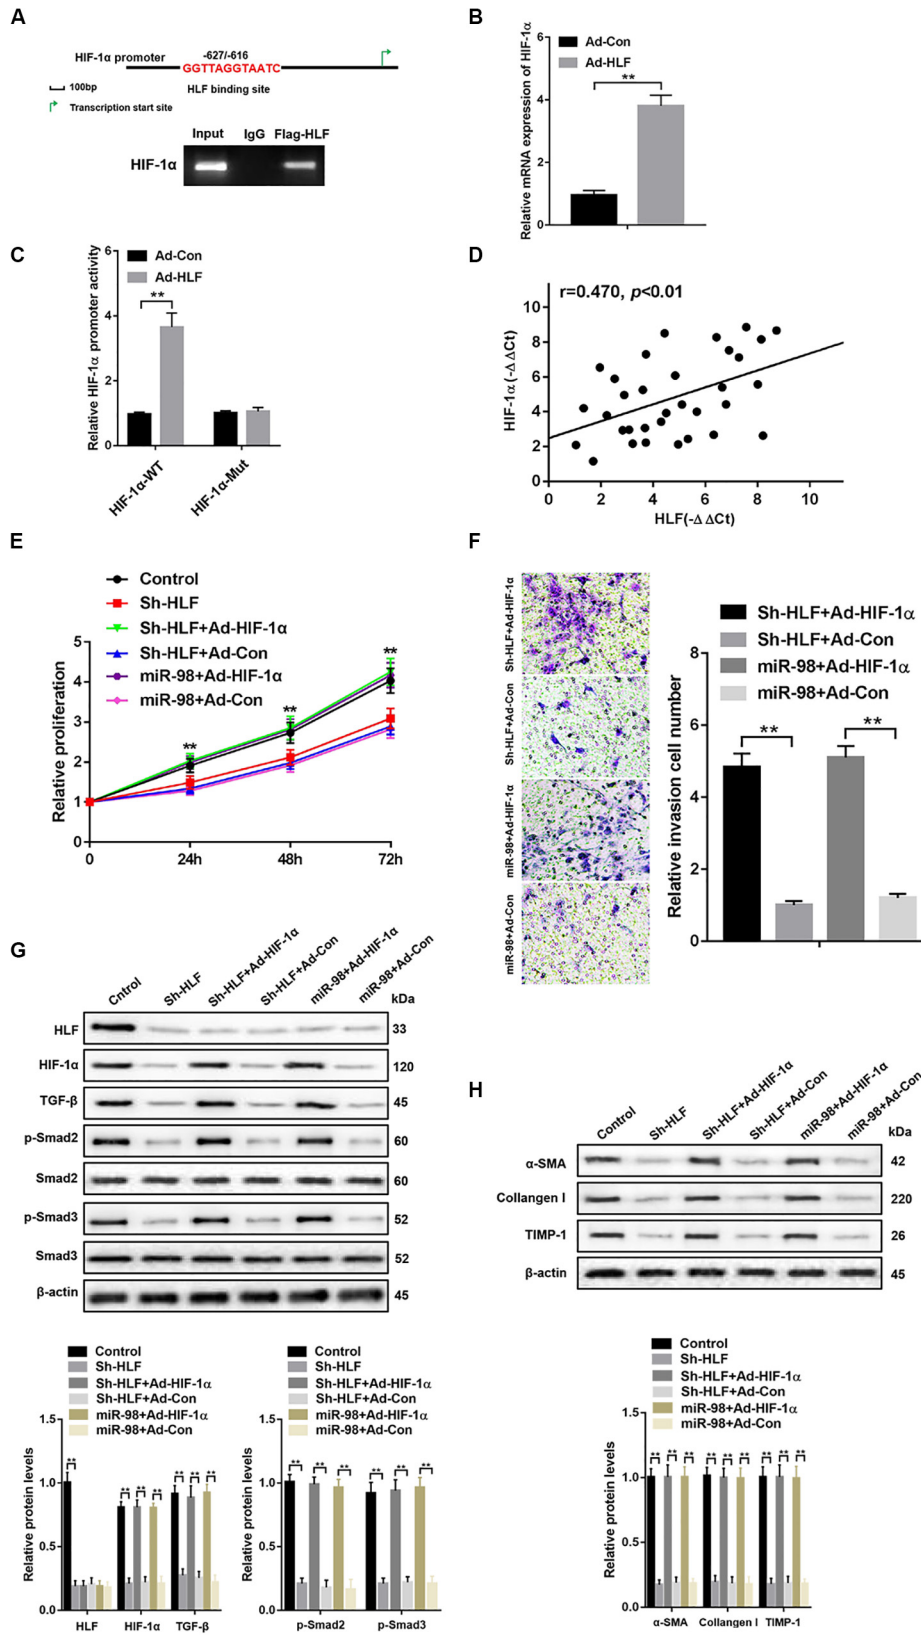 A
HIF-1α promoter
-627/-616
GGTTAGGTAATC
100bp
HLF binding site
Transcription start site
Input IgG Flag-HLF
HIF-1α
B
Relative mRNA expression of HIF-1α
Ad-Con
Ad-HLF
**
6
4
2
0
C
Relative HIF-1α promoter activity
Ad-Con
Ad-HLF
**
6
4
2
0
HIF-1α-WT
HIF-1α-Mut
D
r=0.470, p<0.01
HIF-1α (-Δ ΔCt)
10
8
6
4
2
0
0 2 4 6 8 10
HLF(-Δ ΔCt)
E
Control
Sh-HLF
Sh-HLF+Ad-HIF-1α
Sh-HLF+Ad-Con
miR-98+Ad-HIF-1α
miR-98+Ad-Con
Relative proliferation
5
4
3
2
1
0
** ** **
0 24h 48h 72h
F
Sh-HLF+Ad-HIF-1α
Sh-HLF+Ad-Con
miR-98+Ad-HIF-1α
miR-98+Ad-Con
Sh-HLF+Ad-HIF-1α
Sh-HLF+Ad-Con
miR-98+Ad-HIF-1α
miR-98+Ad-Con
Relative invasion cell number
8
6
4
2
0
** **
G
Cntrol
Sh-HLF
Sh-HLF+Ad-HIF-1α
Sh-HLF+Ad-Con
miR-98+Ad-HIF-1α
miR-98+Ad-Con
kDa
HLF 33
HIF-1α 120
TGF-β 45
p-Smad2 60
Smad2 60
p-Smad3 52
Smad3 52
β-actin 45
Control
Sh-HLF
Sh-HLF+Ad-HIF-1α
Sh-HLF+Ad-Con
miR-98+Ad-HIF-1α
miR-98+Ad-Con
Relative protein levels
1.5
1.0
0.5
0.0
** ** ** ** ** ** **
HLF HIF-1α TGF-β
Control
Sh-HLF
Sh-HLF+Ad-HIF-1α
Sh-HLF+Ad-Con
miR-98+Ad-HIF-1α
miR-98+Ad-Con
Relative protein levels
1.5
1.0
0.5
0.0
** ** ** ** ** **
p-Smad2 p-Smad3
H
Control
Sh-HLF
Sh-HLF+Ad-HIF-1α
Sh-HLF+Ad-Con
miR-98+Ad-HIF-1α
miR-98+Ad-Con
kDa
α-SMA 42
Collangen I 220
TIMP-1 26
β-actin 45
Control
Sh-HLF
Sh-HLF+Ad-HIF-1α
Sh-HLF+Ad-Con
miR-98+Ad-HIF-1α
miR-98+Ad-Con
Relative protein levels
1.5
1.0
0.5
0.0
** ** ** ** ** ** ** ** **
α-SMA Collangen I TIMP-1